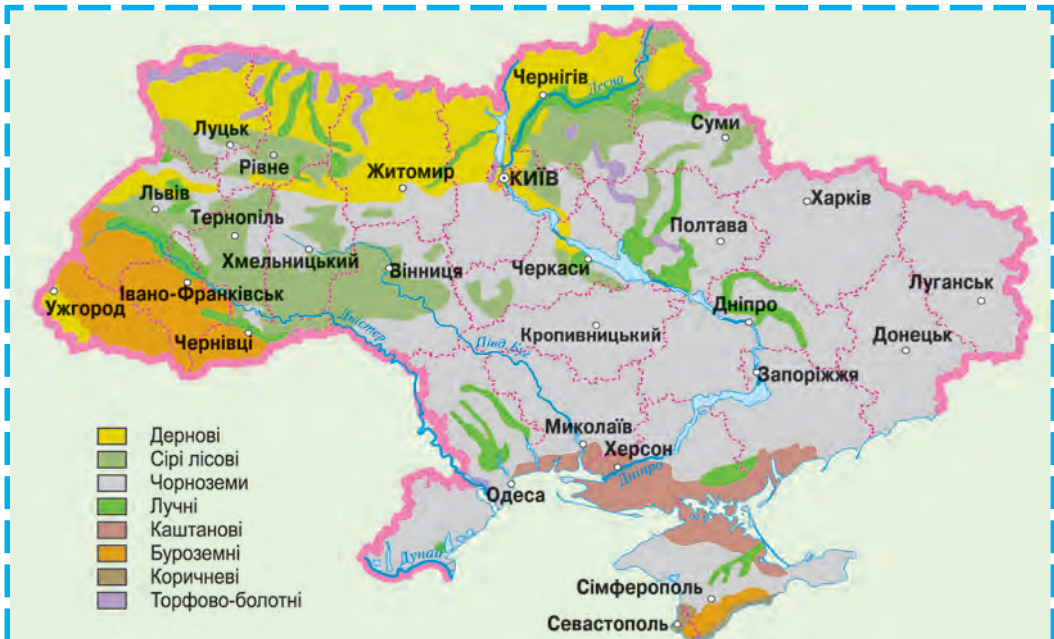 Чернігів
Десна
Суми
Луцьк
Рівне
Житомир
КИЇВ
Харків
Львів
Тернопіль
Полтава
Хмельницький
Вінниця
Черкаси
Луганськ
Ужгород
Івано-Франківськ
Дніпро
Чернівці
Дністер
Півд. Буг
Кропивницький
Донецьк
Запоріжжя
Миколаїв
Херсон
Дніпро
Одеса
Дунай
Сімферополь
Севастополь
Дернові
Сірі лісові
Чорноземи
Лучні
Каштанові
Буроземні
Коричневі
Торфово-болотні